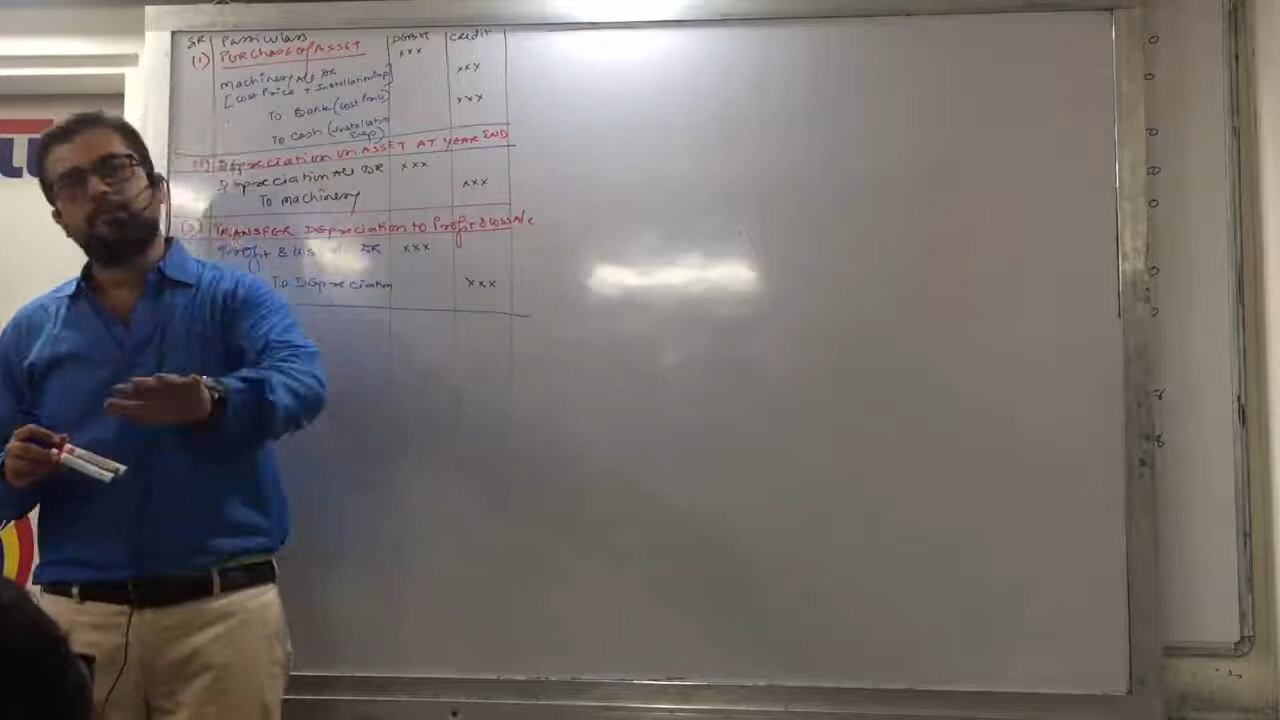 SR Particulars Debit Credit
(1) PURCHASE of ASSET xxx
machinery A/c DR xxx
[Cost Price + Installation Exp]
To Bank (Cost Price) xxx
To Cash (Installation Exp)
Depreciation on ASSET AT YEAR END
Depreciation A/c DR xxx
To machinery xxx
(3) TRANSFER Depreciation to Profit & Loss A/c
Profit & DR xxx
To Depreciation xxx